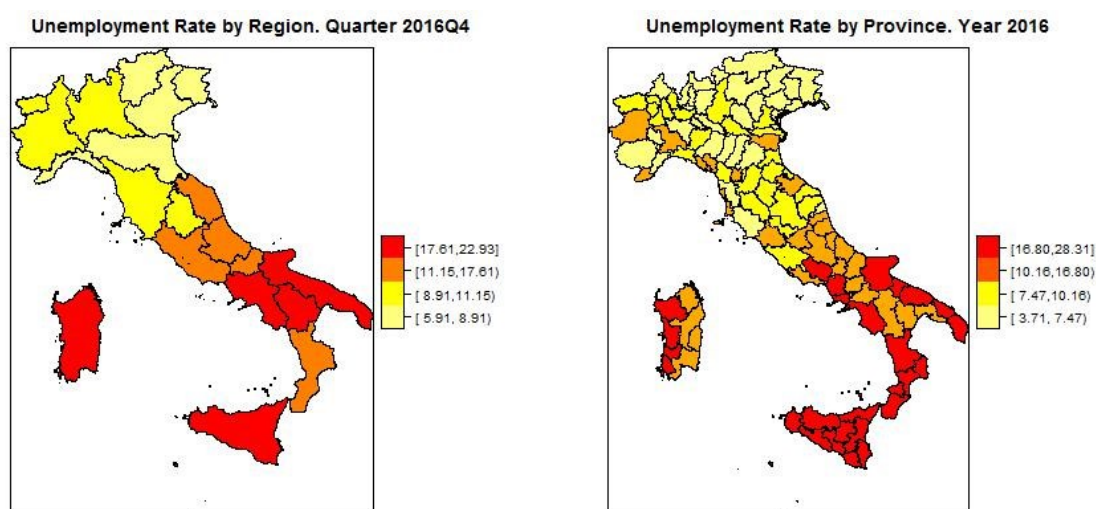 Unemployment Rate by Region. Quarter 2016Q4
[17.61,22.93]
[11.15,17.61)
[ 8.91,11.15)
[ 5.91, 8.91)
Unemployment Rate by Province. Year 2016
[16.80,28.31]
[10.16,16.80)
[ 7.47,10.16)
[ 3.71, 7.47)